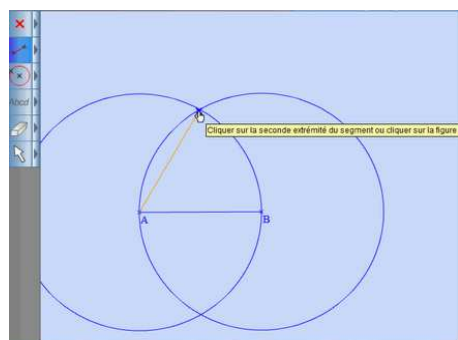 Abcd
Cliquer sur la seconde extrémité du segment ou cliquer sur la figure
A
B